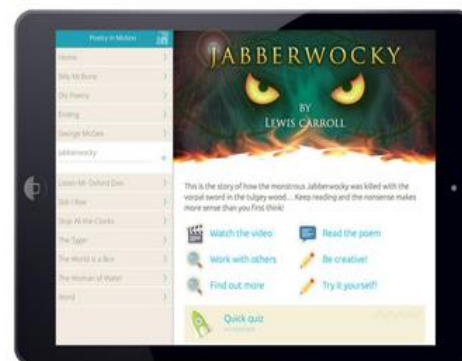 Poetry in Motion
Home
Billy McBone
Diz Poetry
Ending
George McGee
Jabberwocky
Listen Mr Oxford Don
Still I Rise
Stop All the Clocks
The Tyger
The World is a Box
The Woman of Water
Word
JABBERWOCKY
BY
LEWIS CARROLL
This is the story of how the monstrous Jabberwocky was killed with the
vorpal sword in the tulgey wood... Keep reading and the nonsense makes
more sense than you first think!
Watch the video
Read the poem
Work with others
Be creative!
Find out more
Try it yourself!
Quick quiz